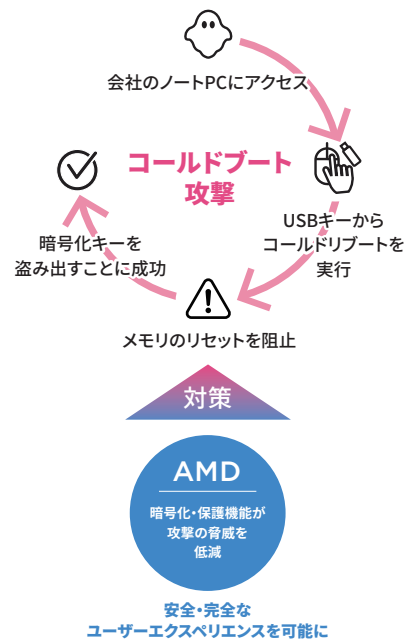 会社のノートPCにアクセス
コールドブート
攻撃
USBキーから
コールドリブートを
実行
暗号化キーを
盗み出すことに成功
メモリのリセットを阻止
対策
AMD
暗号化・保護機能が
攻撃の脅威を
低減
安全・完全な
ユーザーエクスペリエンスを可能に